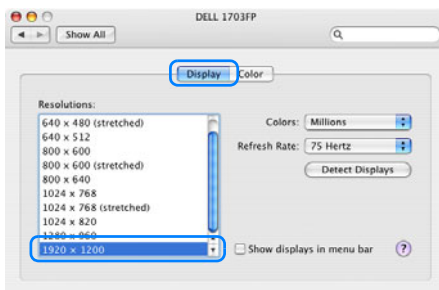 DELL 1703FP
Show All
Display Color
Resolutions:
640 x 480 (stretched)
640 x 512
800 x 600
800 x 600 (stretched)
800 x 640
1024 x 768
1024 x 768 (stretched)
1024 x 820
1280 x 960
1920 x 1200
Colors: Millions
Refresh Rate: 75 Hertz
Detect Displays
Show displays in menu bar ?